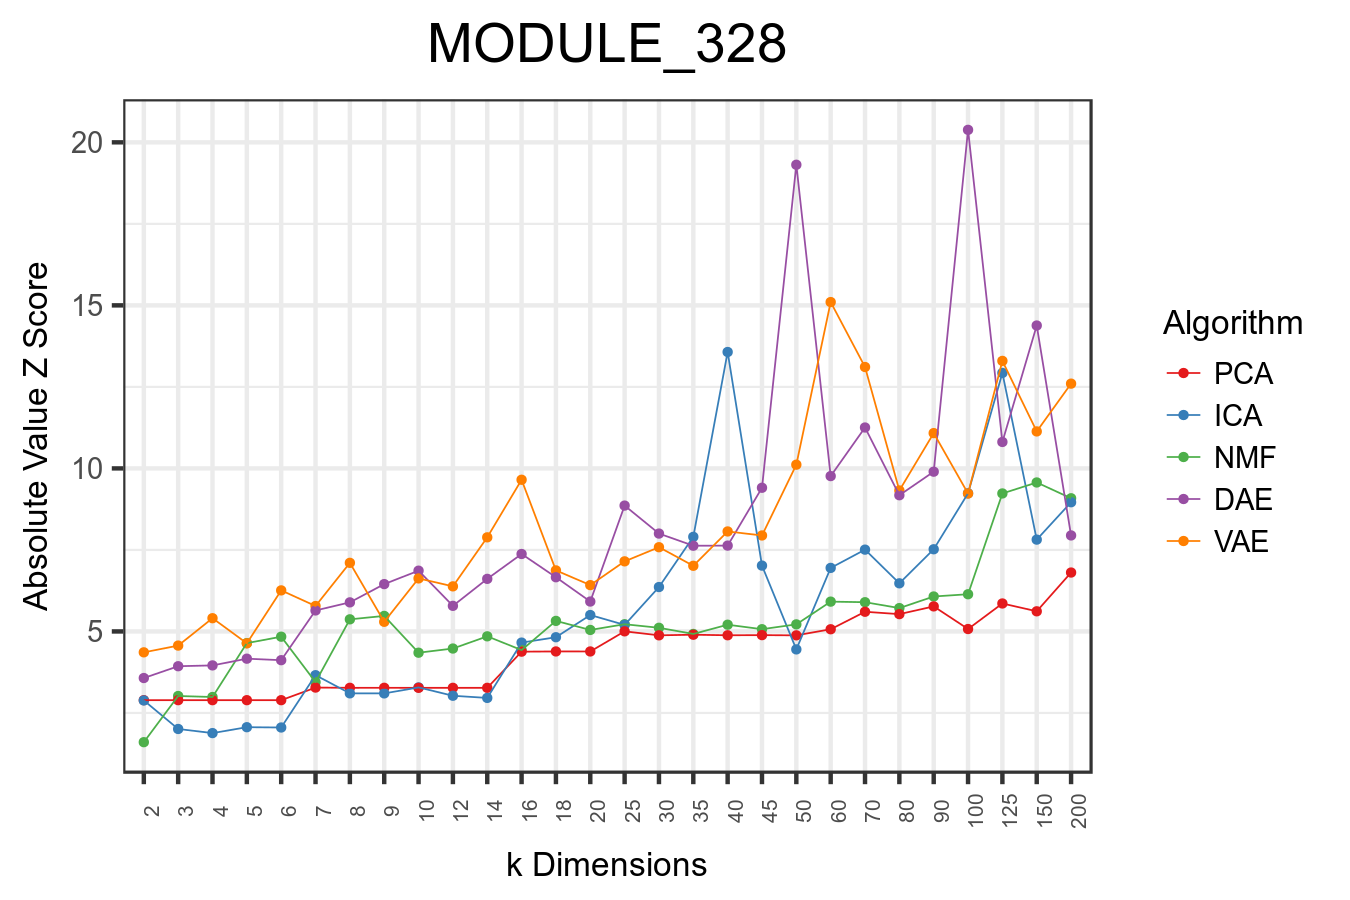 MODULE_328
Absolute Value Z Score
20
15
10
5
2 3 4 5 6 7 8 9 10 12 14 16 18 20 25 30 35 40 45 50 60 70 80 90 100 125 150 200
k Dimensions
Algorithm
PCA
ICA
NMF
DAE
VAE